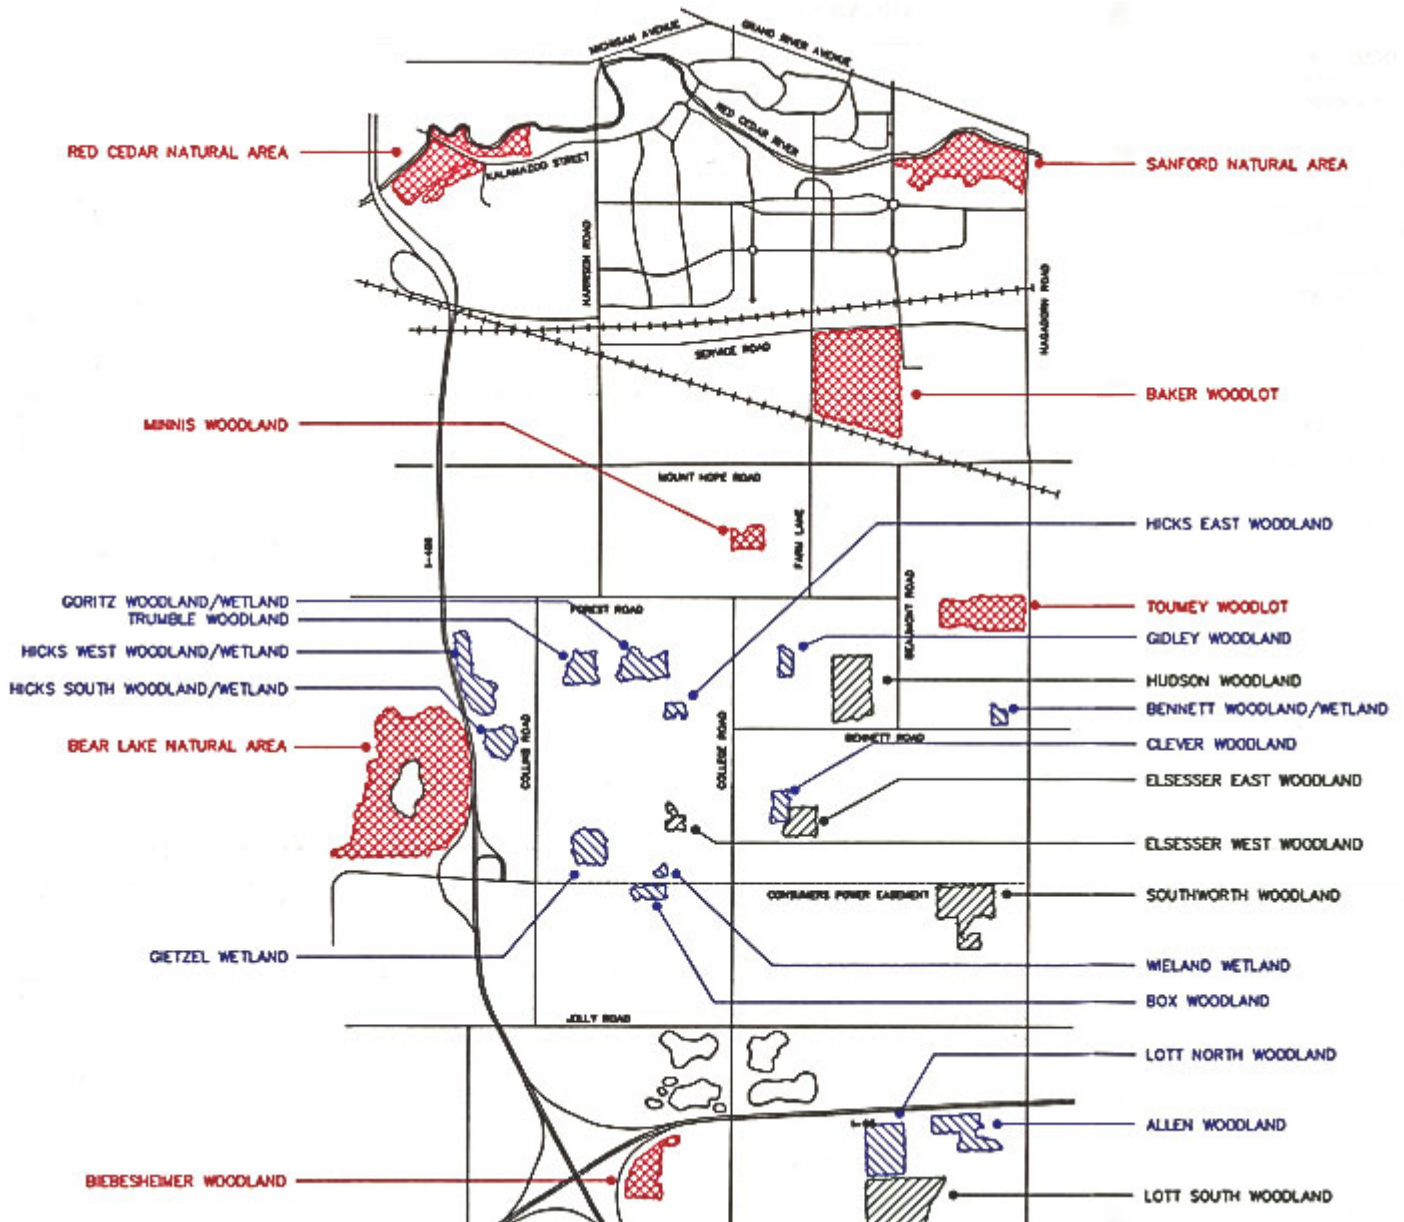 MICHIGAN AVENUE
GRAND RIVER AVENUE
RED CEDAR RIVER
RED CEDAR NATURAL AREA
KALAMAZOO STREET
SANFORD NATURAL AREA
HARRISON ROAD
HAGADORN ROAD
SERVICE ROAD
BAKER WOODLOT
MINNIS WOODLAND
MOUNT HOPE ROAD
HICKS EAST WOODLAND
FARM LANE
I-496
GORITZ WOODLAND/WETLAND
FOREST ROAD
BEAUMONT ROAD
TOUMEY WOODLOT
TRUMBLE WOODLAND
GIDLEY WOODLAND
HICKS WEST WOODLAND/WETLAND
HUDSON WOODLAND
HICKS SOUTH WOODLAND/WETLAND
BENNETT WOODLAND/WETLAND
BENNETT ROAD
BEAR LAKE NATURAL AREA
COLLINS ROAD
COLLEGE ROAD
CLEVER WOODLAND
ELSESSER EAST WOODLAND
ELSESSER WEST WOODLAND
CONSUMERS POWER EASEMENT
SOUTHWORTH WOODLAND
GIETZEL WETLAND
WIELAND WETLAND
BOX WOODLAND
JOLLY ROAD
LOTT NORTH WOODLAND
ALLEN WOODLAND
BIEBESHEIMER WOODLAND
LOTT SOUTH WOODLAND